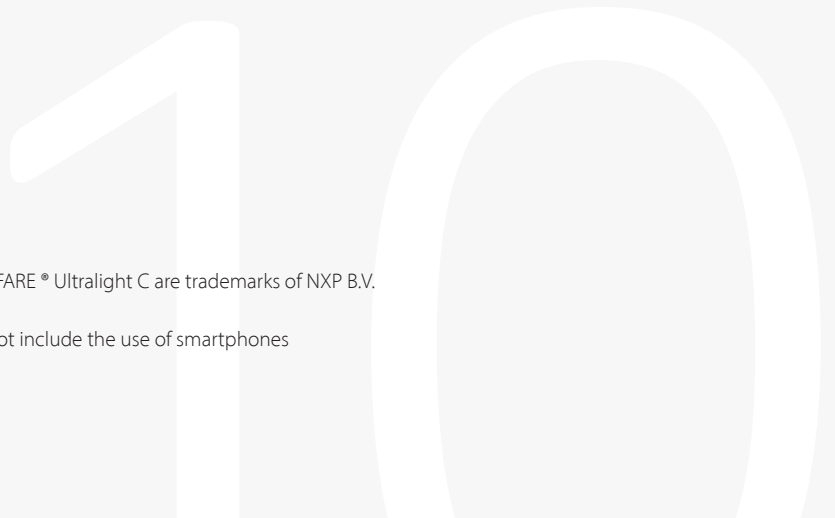 10
FARE ® Ultralight C are trademarks of NXP B.V.
ot include the use of smartphones